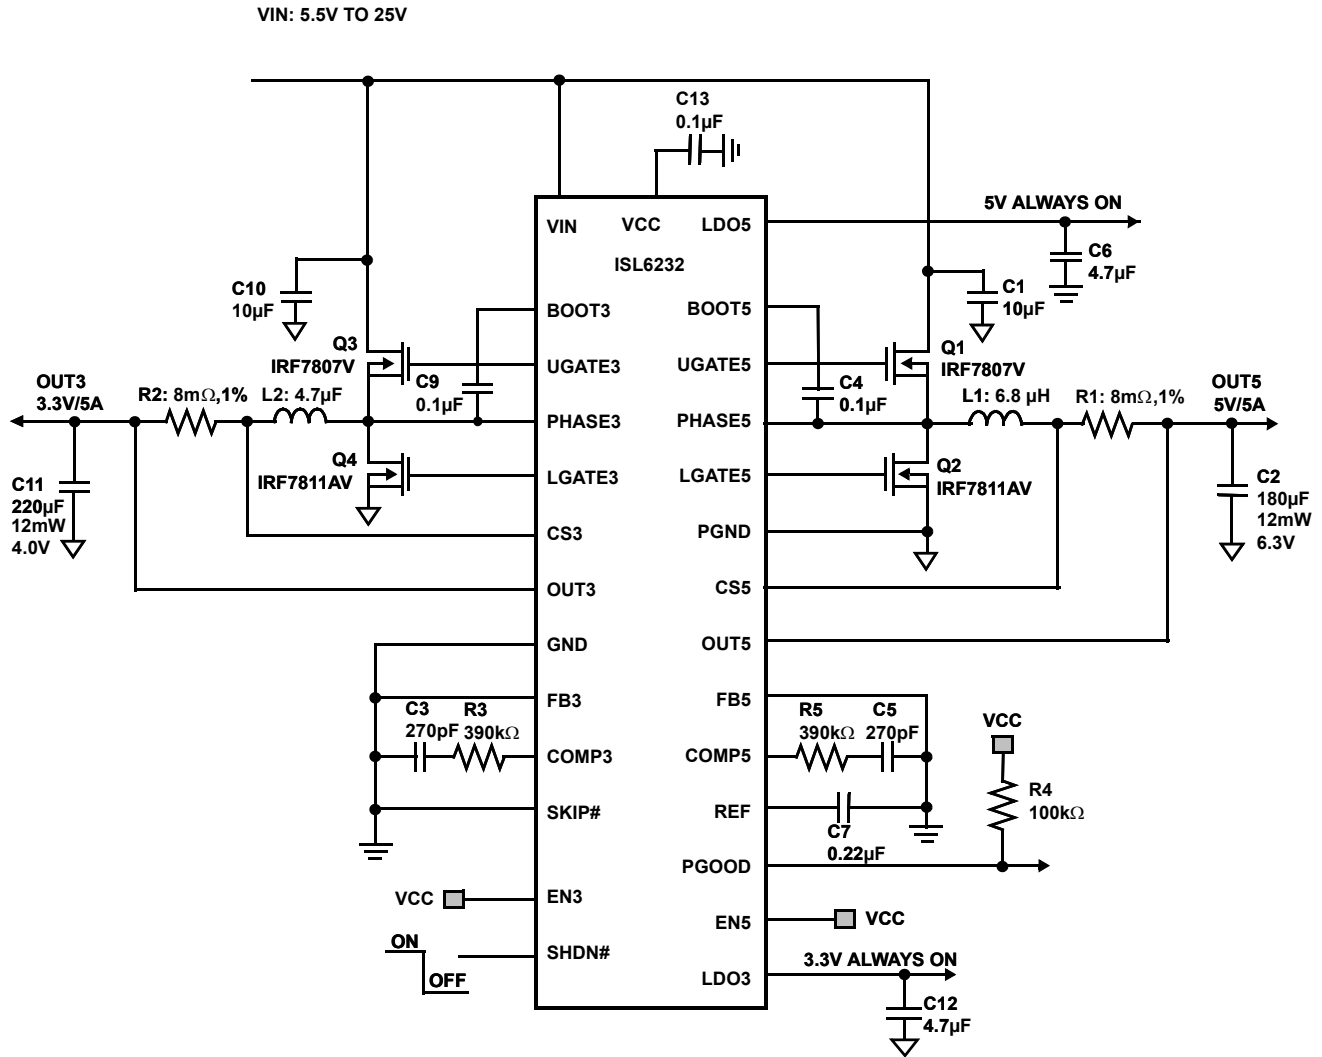 VIN: 5.5V TO 25V
C13
0.1µF
5V ALWAYS ON
VIN
VCC
LDO5
ISL6232
C6
4.7µF
C10
10µF
C1
10µF
BOOT3
BOOT5
Q3
IRF7807V
UGATE3
UGATE5
Q1
IRF7807V
OUT3
3.3V/5A
R2: 8mΩ,1%
L2: 4.7µF
C9
0.1µF
C4
0.1µF
L1: 6.8 µH
R1: 8mΩ,1%
OUT5
5V/5A
PHASE3
PHASE5
Q4
IRF7811AV
LGATE3
LGATE5
Q2
IRF7811AV
C11
220µF
12mW
4.0V
C2
180µF
12mW
6.3V
CS3
PGND
OUT3
CS5
GND
OUT5
FB3
FB5
C3
270pF
R3
390kΩ
R5
390kΩ
C5
270pF
VCC
COMP3
COMP5
R4
100kΩ
SKIP#
REF
C7
0.22µF
PGOOD
VCC
EN3
EN5
VCC
ON
OFF
SHDN#
3.3V ALWAYS ON
LDO3
C12
4.7µF